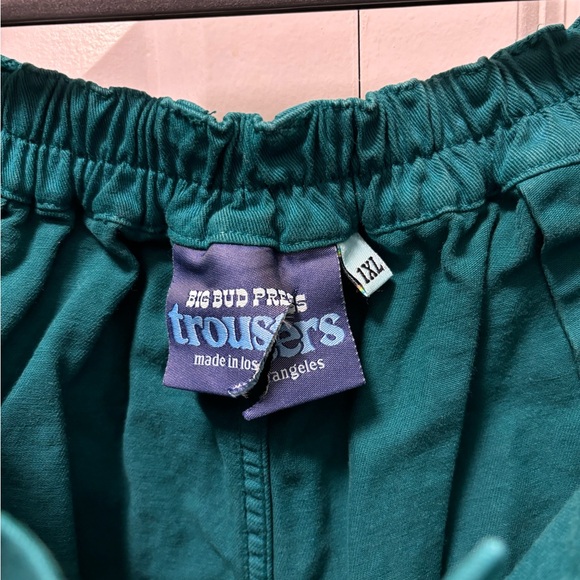 BIG BUD PRESS
trousers
made in los angeles
1XL